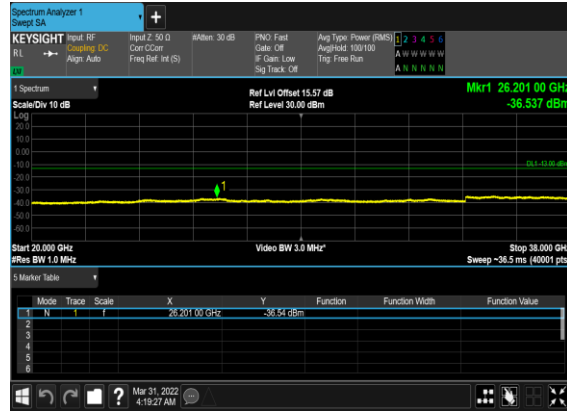 Spectrum Analyzer 1
Swept SA
+
KEYSIGHT Input: RF Input Z: 50 Ω #Atten: 30 dB PNO: Fast Avg Type: Power (RMS) 1 2 3 4 5 6
RL Coupling: DC Corr CCorr Gate: Off Avg|Hold: 100/100 A W W W W W
Align: Auto Freq Ref: Int (S) IF Gain: Low Trig: Free Run
Sig Track: Off A N N N N N
1 Spectrum Ref Lvl Offset 15.57 dB Mkr1 26.201 00 GHz
Scale/Div 10 dB Ref Level 30.00 dBm -36.537 dBm
Log
20.0
10.0
0.00
-10.0 DL1 -13.00 dBm
-20.0
-30.0 1
-40.0
-50.0
-60.0
Start 20.000 GHz Video BW 3.0 MHz* Stop 38.000 GHz
#Res BW 1.0 MHz Sweep ~36.5 ms (40001 pts)
5 Marker Table
Mode Trace Scale X Y Function Function Width Function Value
1 N 1 f 26.201 00 GHz -36.54 dBm
2
3
4
5
6
? Mar 31, 2022
4:19:27 AM